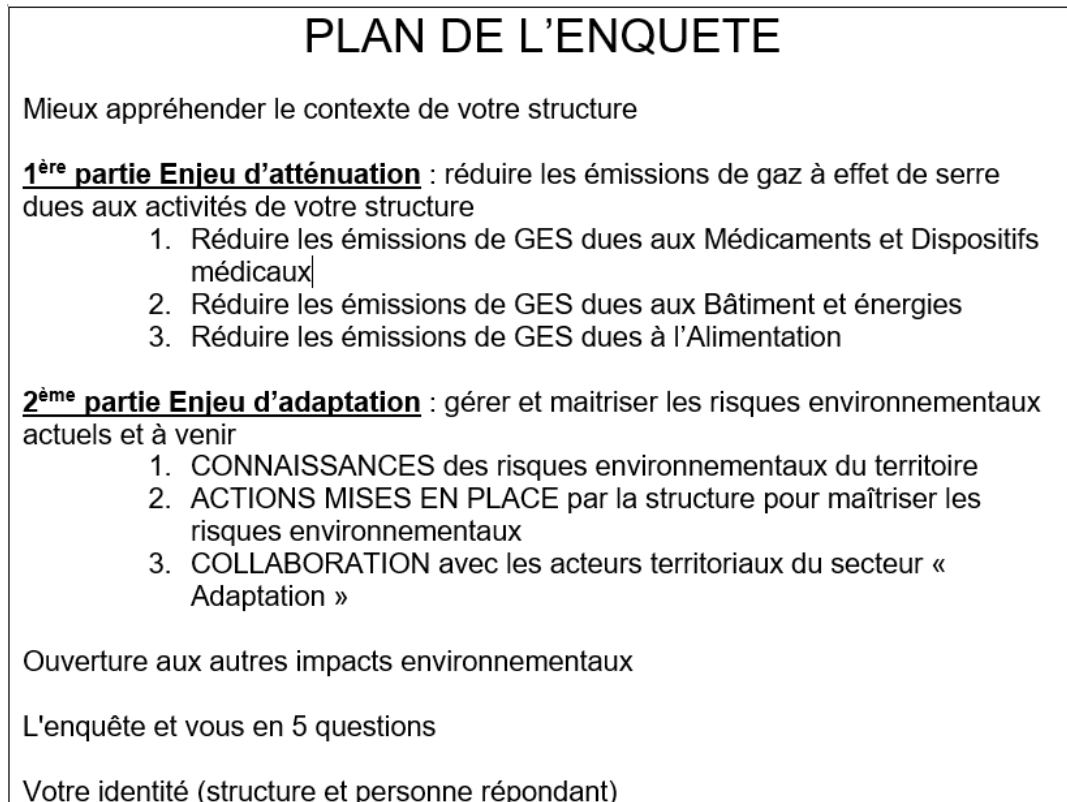 PLAN DE L’ENQUETE
Mieux appréhender le contexte de votre structure
1ère partie Enjeu d’atténuation : réduire les émissions de gaz à effet de serre
dues aux activités de votre structure
1. Réduire les émissions de GES dues aux Médicaments et Dispositifs
médicaux
2. Réduire les émissions de GES dues aux Bâtiment et énergies
3. Réduire les émissions de GES dues à l’Alimentation
2ème partie Enjeu d’adaptation : gérer et maitriser les risques environnementaux
actuels et à venir
1. CONNAISSANCES des risques environnementaux du territoire
2. ACTIONS MISES EN PLACE par la structure pour maîtriser les
risques environnementaux
3. COLLABORATION avec les acteurs territoriaux du secteur «
Adaptation »
Ouverture aux autres impacts environnementaux
L'enquête et vous en 5 questions
Votre identité (structure et personne répondant)